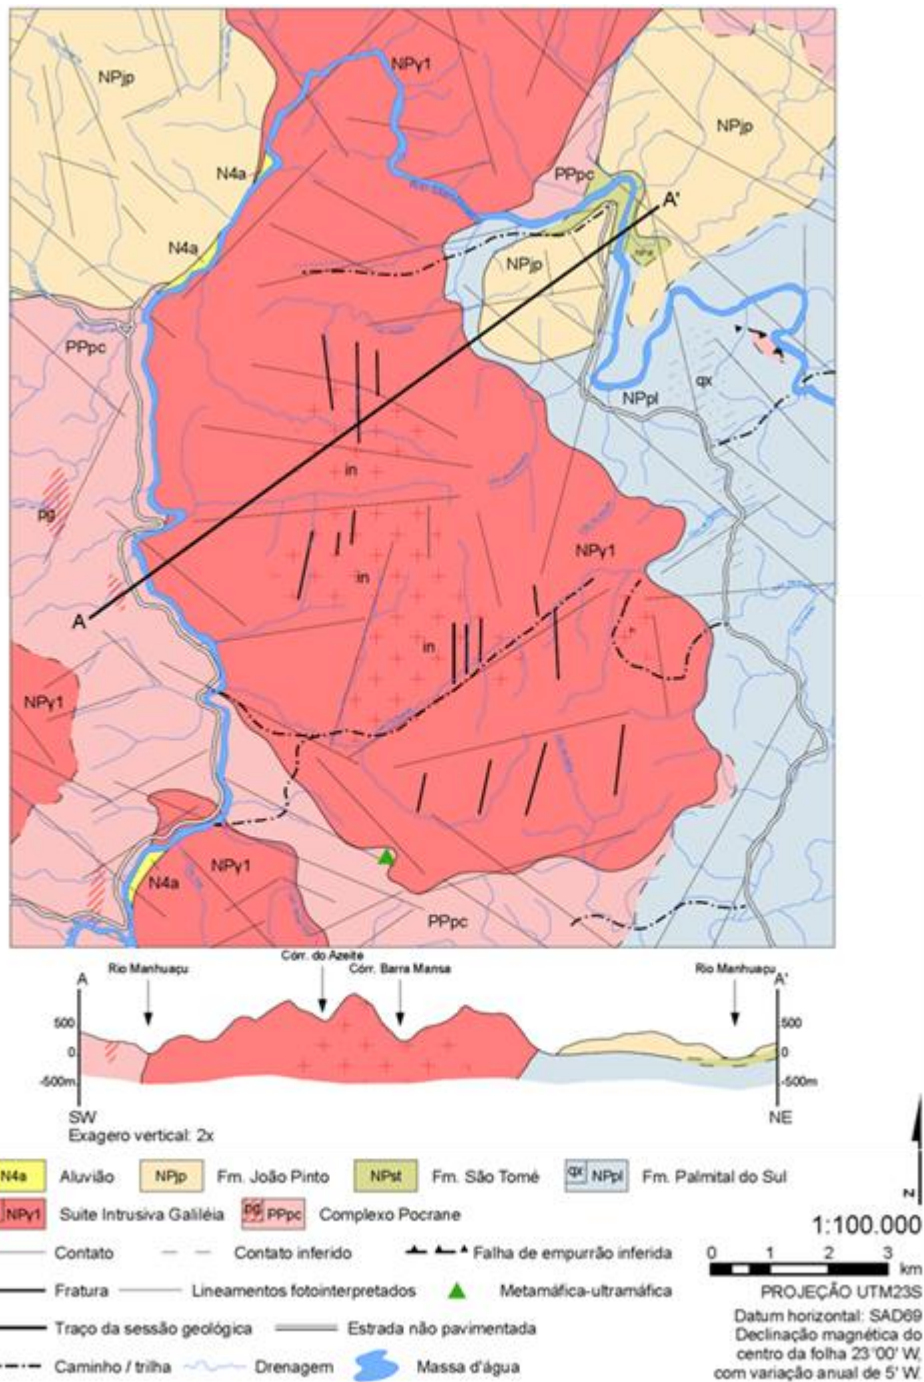 NPγ1
NPjp
NPjp
N4a
PPpc
A'
N4a
NPjp
NPst
PPpc
qx
NPpl
in
pg
in
NPγ1
A
in
NPγ1
N4a
NPγ1
PPpc
A Rio Manhuaçu Córr. do Azeite Córr. Barra Mansa Rio Manhuaçu A'
500 500
0 0
-500m -500m
SW NE
Exagero vertical: 2x
N4a Aluvião NPjp Fm. João Pinto NPst Fm. São Tomé qx NPpl Fm. Palmital do Sul
NPγ1 Suite Intrusiva Galiléia pg PPpc Complexo Pocrane
N
1:100.000
Contato Contato inferido Falha de empurrão inferida
0 1 2 3
km
Fratura Lineamentos fotointerpretados Metamáfica-ultramáfica
PROJEÇÃO UTM23S
Datum horizontal: SAD69
Traço da sessão geológica Estrada não pavimentada
Declinação magnética do
centro da folha 23°00' W,
Caminho / trilha Drenagem Massa d'água
com variação anual de 5' W.